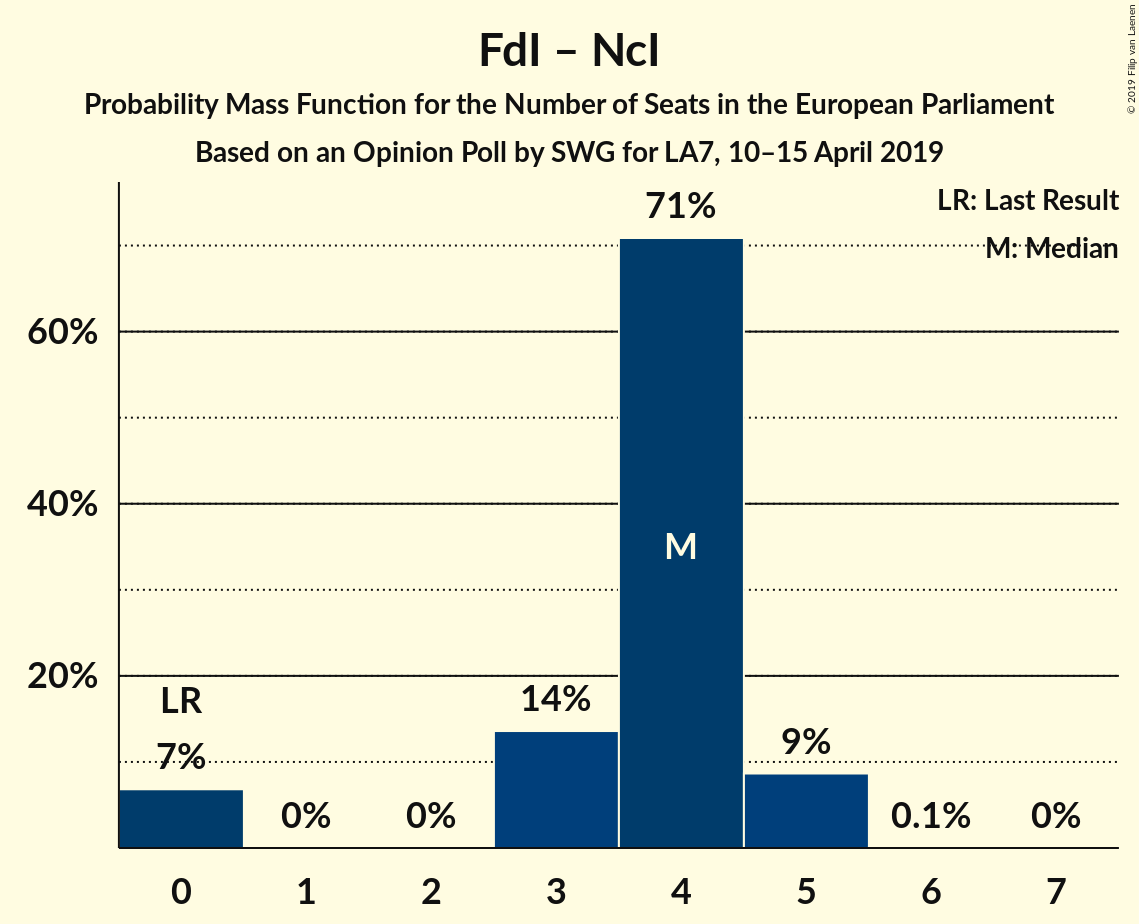 FdI – NcI
Probability Mass Function for the Number of Seats in the European Parliament
Based on an Opinion Poll by SWG for LA7, 10–15 April 2019
© 2019 Filip van Laenen
LR: Last Result
M: Median
71%
60%
40%
M
20%
LR
14%
7%
9%
0%
0%
0.1%
0%
0 1 2 3 4 5 6 7